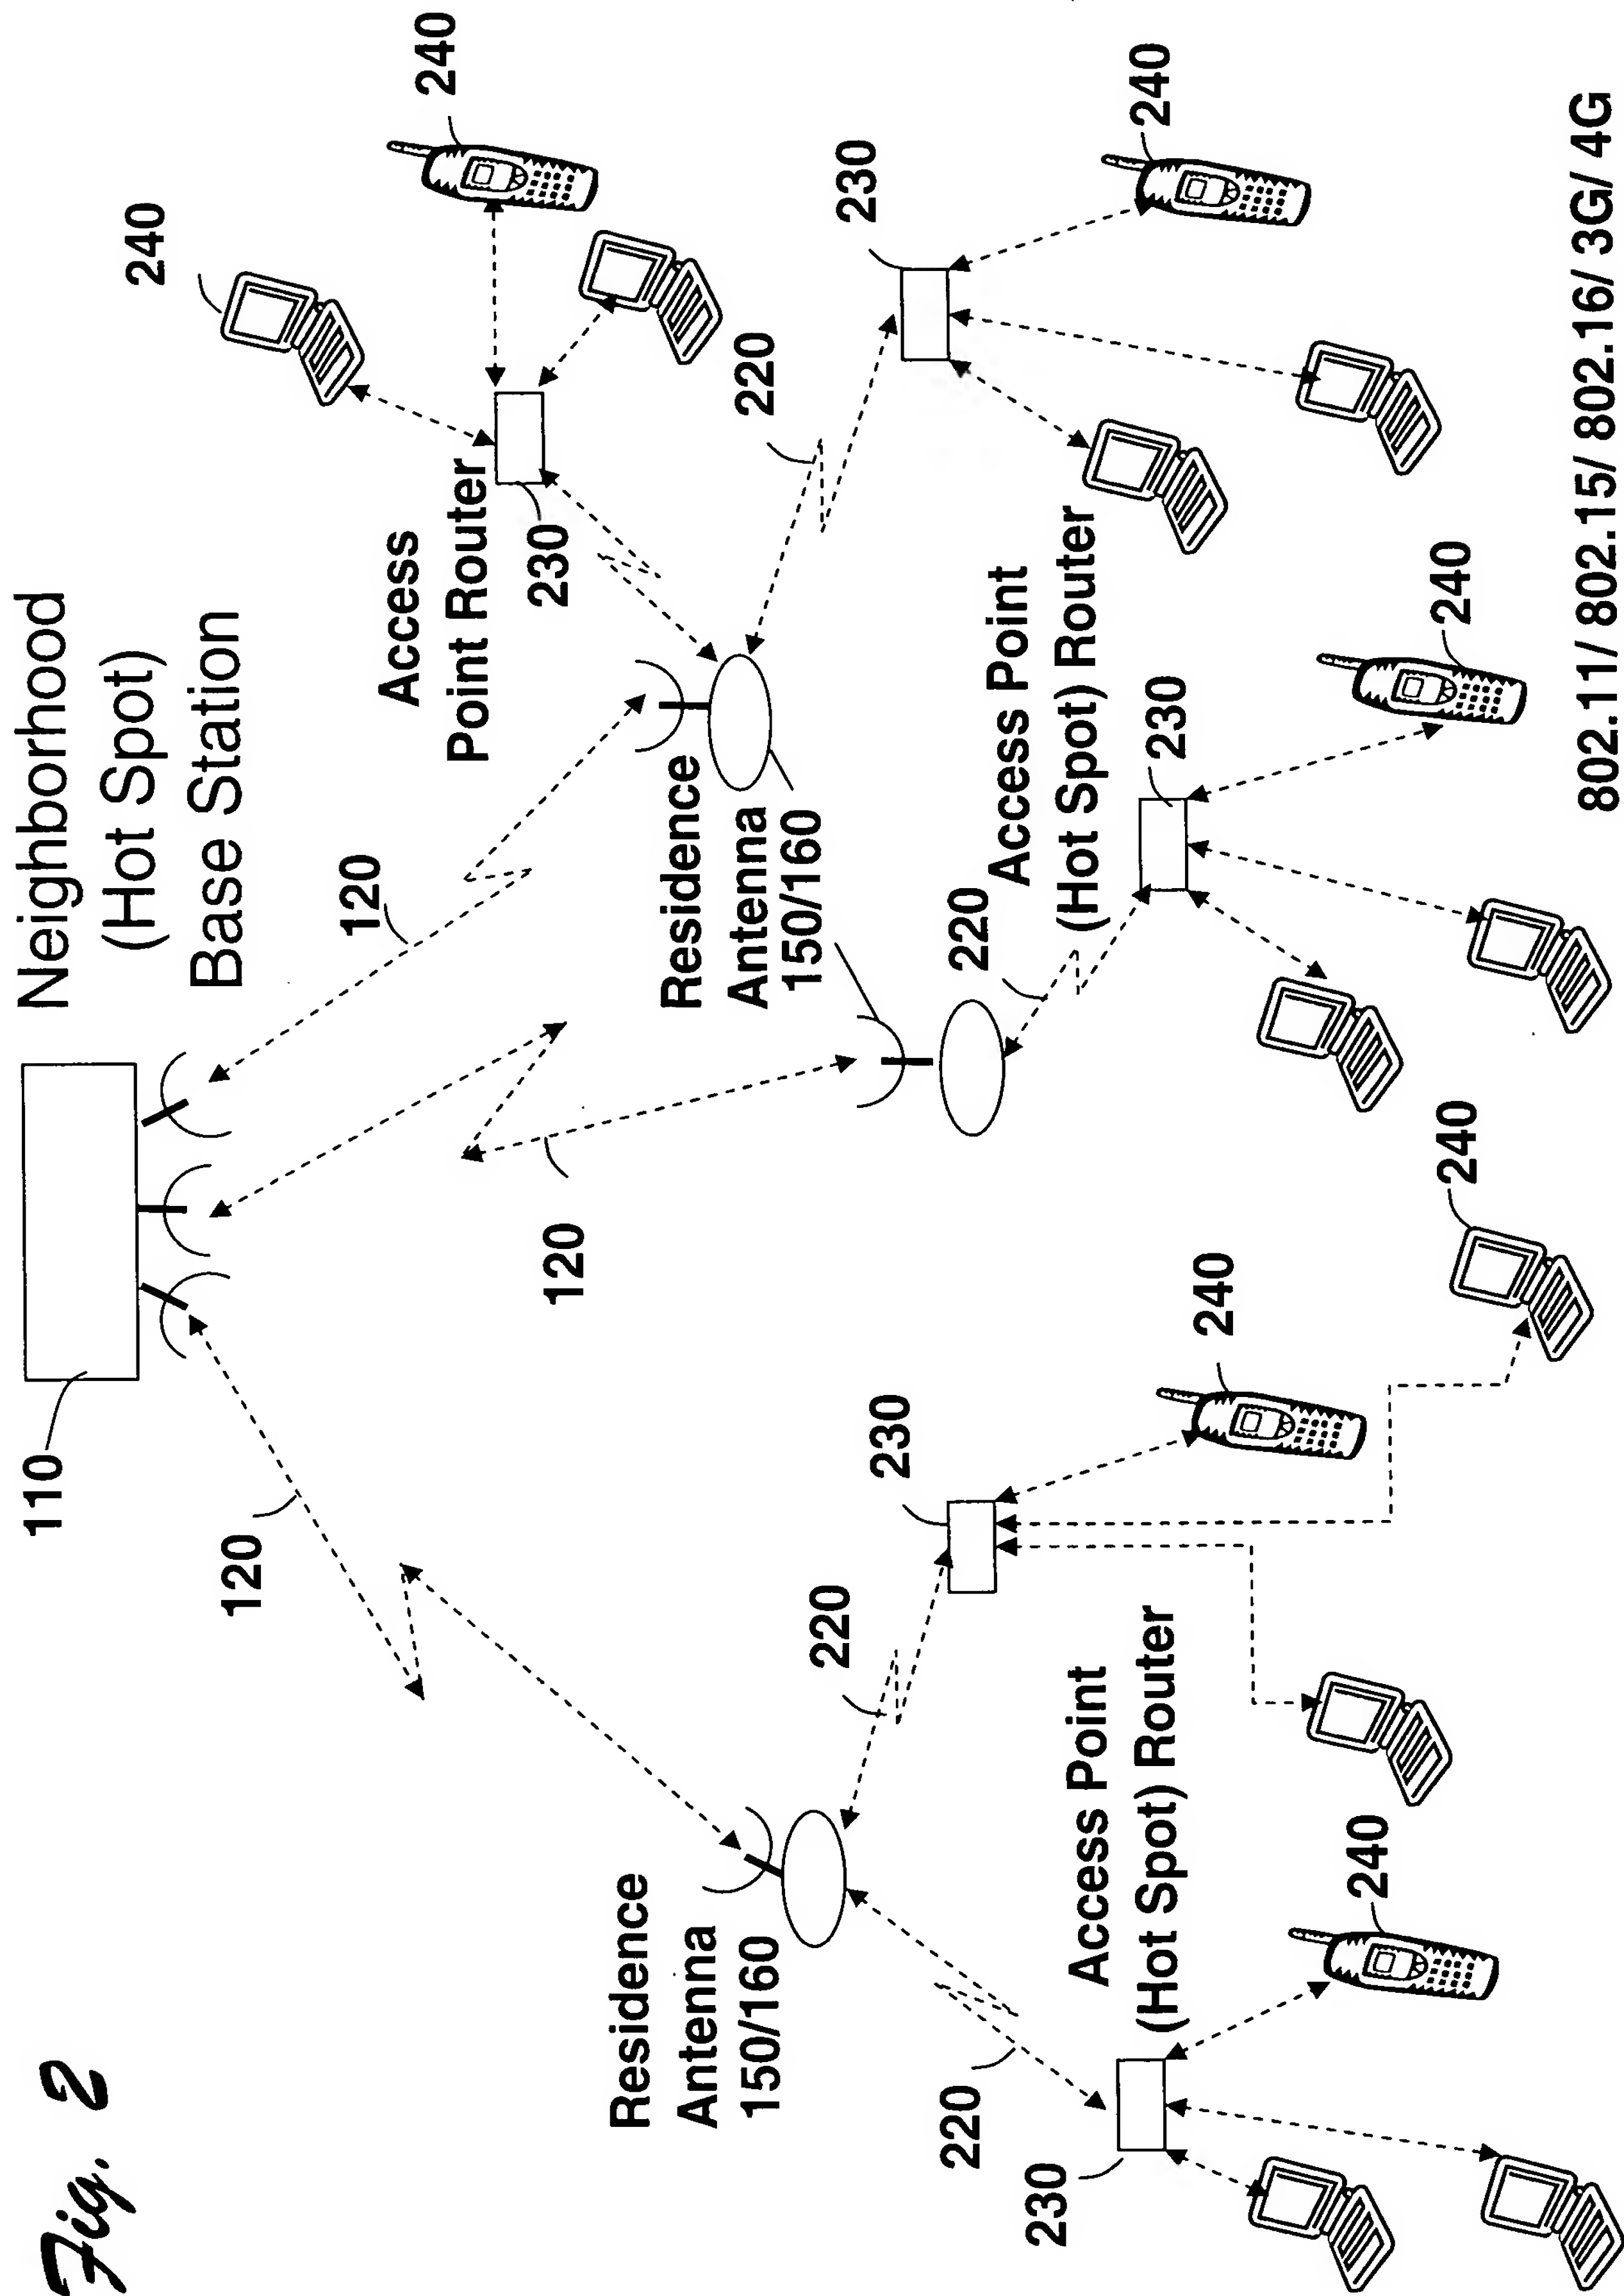 Fig. 2
110
Neighborhood
(Hot Spot)
Base Station
240
120
120
Access
Point Router
240
230
120
Residence
Antenna
150/160
Residence
Antenna
150/160
220
220
230
230
220
220
Access Point
(Hot Spot) Router
230
Access Point
(Hot Spot) Router
240
230
240
240
240
240
802.11/ 802.15/ 802.16/ 3G/ 4G